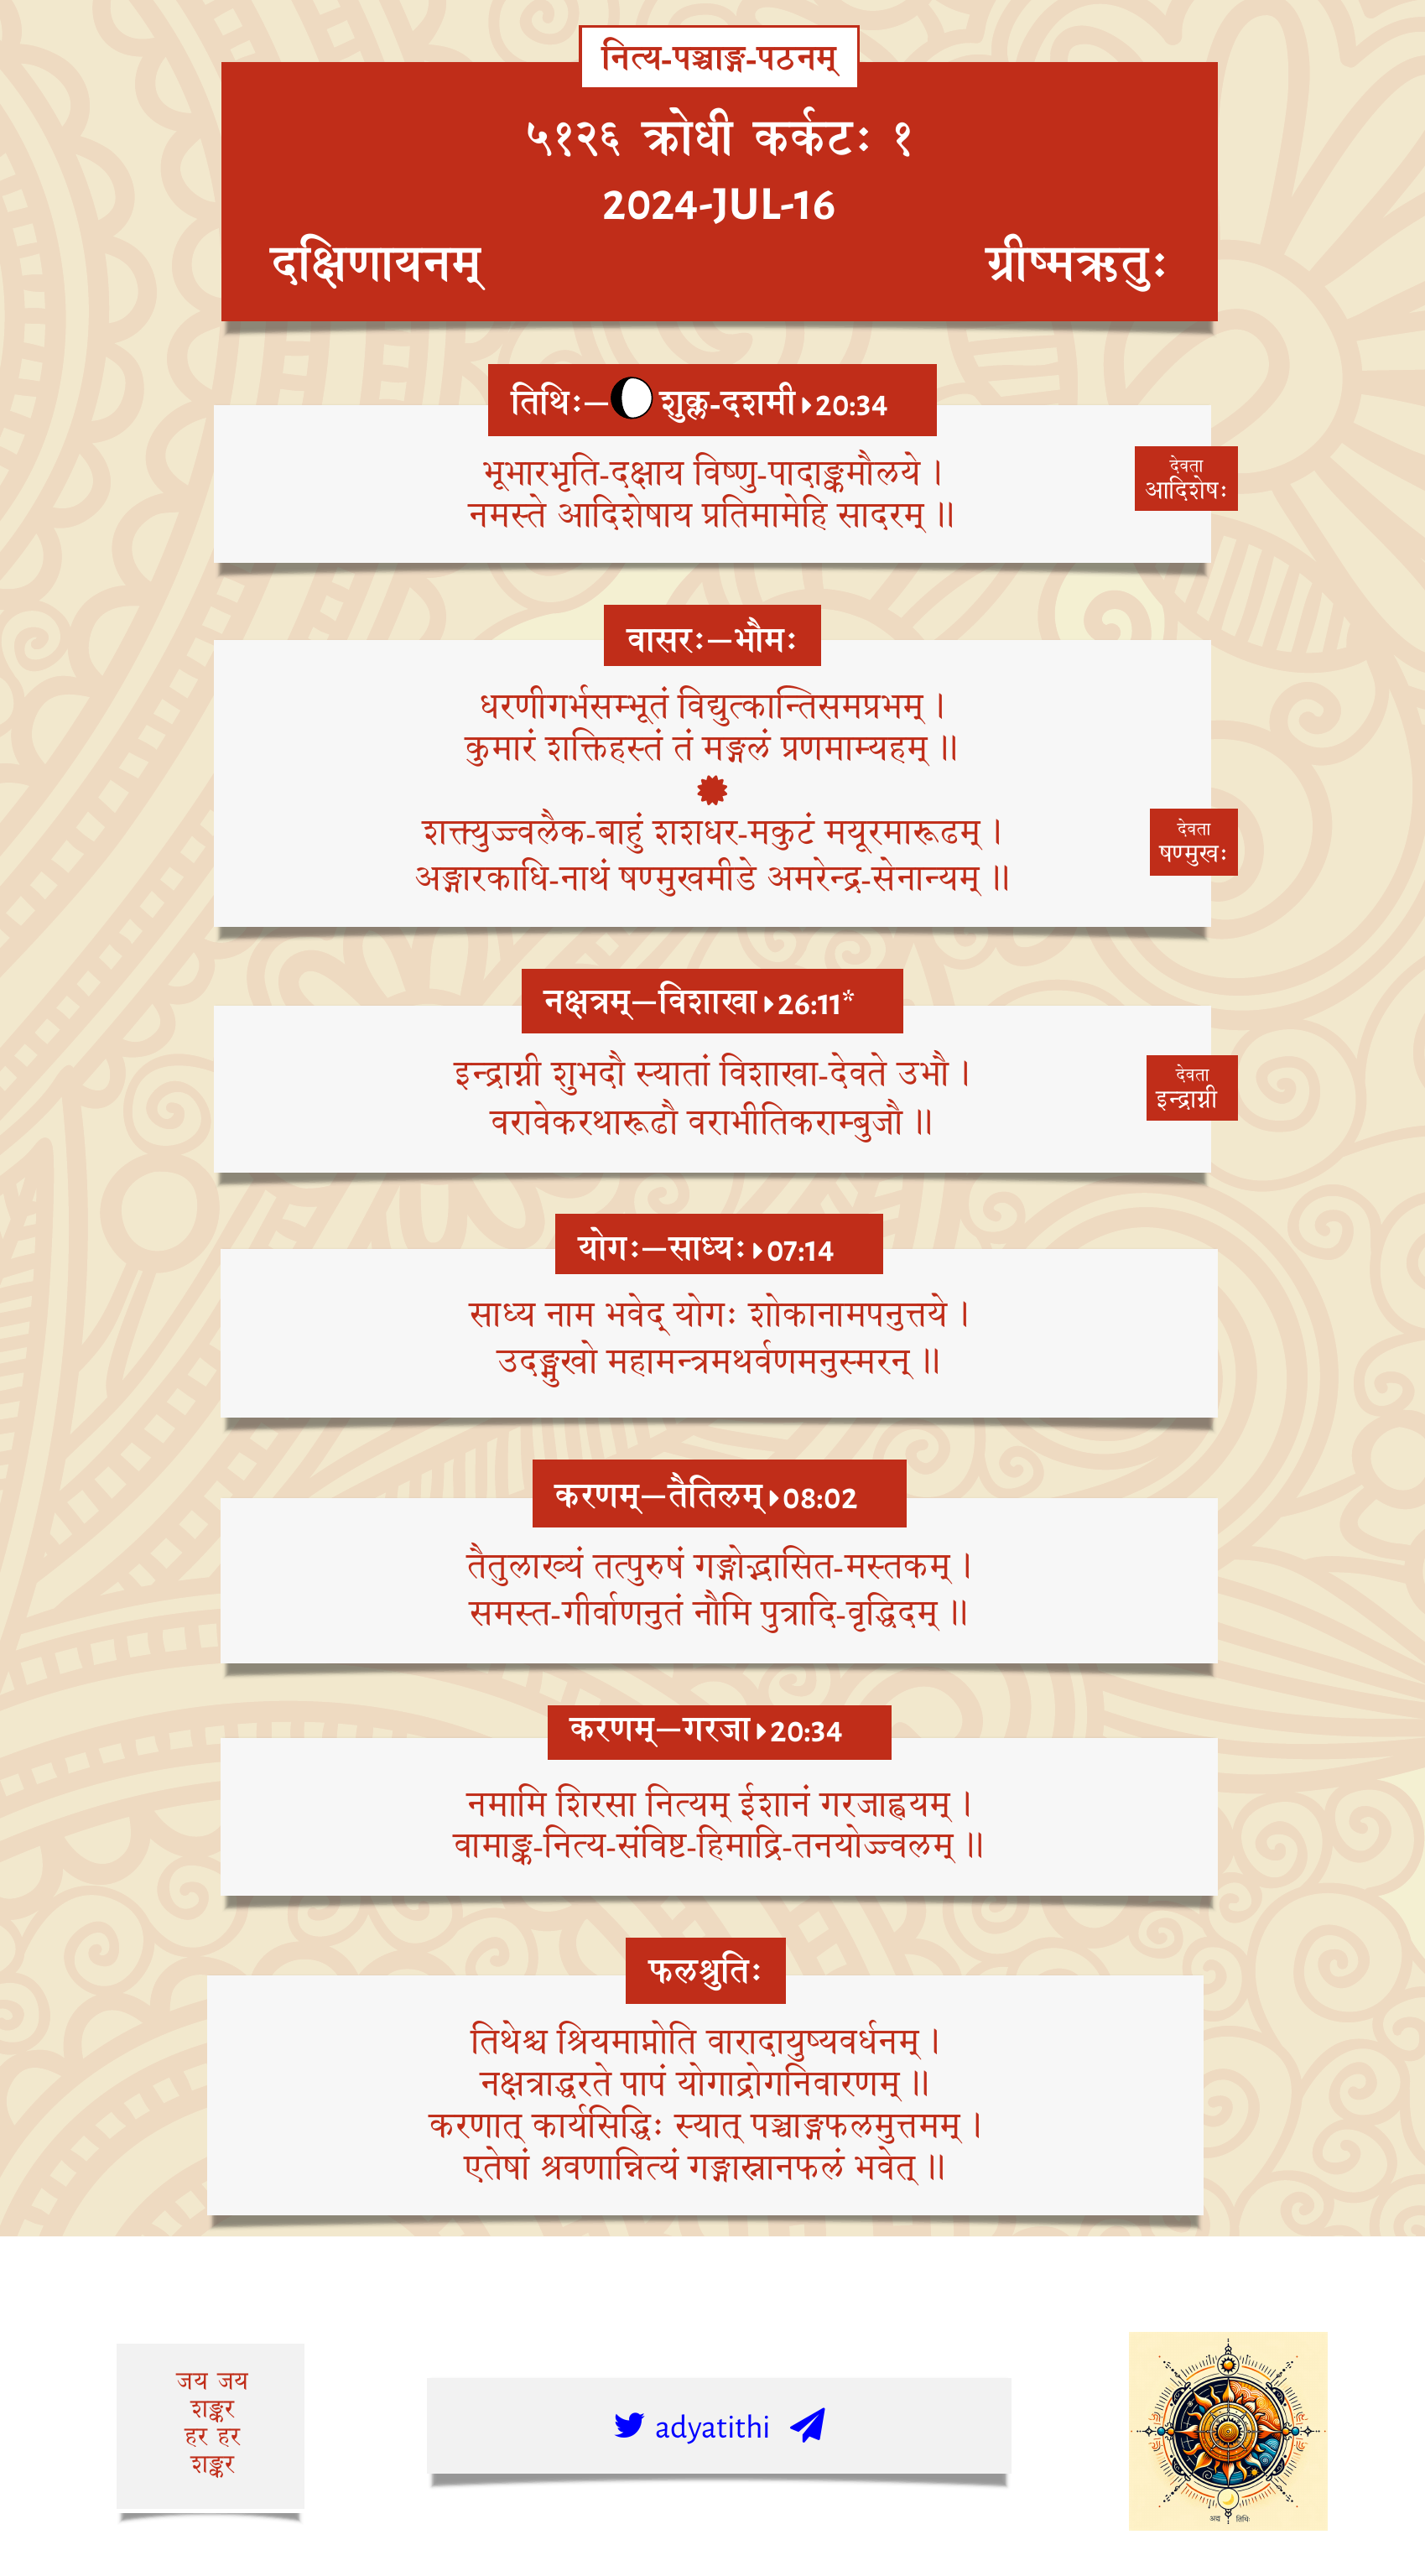 नित्य-पञ्चाङ्ग-पठनम्
५१२६ क्रोधी कर्कटः १
2024-JUL-16
दक्षिणायनम् ग्रीष्मऋतुः
तिथिः—शुक्ल-दशमी 20:34
भूभारभृति-दक्षाय विष्णु-पादाङ्कमौलये ।
नमस्ते आदिशेषाय प्रतिमामेहि सादरम् ॥
देवता
आदिशेषः
वासरः—भौमः
धरणीगर्भसम्भूतं विद्युत्कान्तिसमप्रभम् ।
कुमारं शक्तिहस्तं तं मङ्गलं प्रणमाम्यहम् ॥
शक्त्युज्ज्वलैक-बाहुं शशाधर-मकुटं मयूरमारूढम् ।
अङ्गारकाधि-नाथं षण्मुखमीडे अमरेन्द्र-सेनान्यम् ॥
देवता
षण्मुखः
नक्षत्रम्—विशाखा 26:11*
इन्द्राग्नी शुभदौ स्यातां विशाखा-देवते उभौ ।
वरावेकरथारूढौ वराभीतिकराम्बुजौ ॥
देवता
इन्द्राग्नी
योगः—साध्यः 07:14
साध्य नाम भवेद् योगः शोकानामपनुत्तये ।
उदङ्मुखो महामन्त्रमथर्वणमनुस्मरन् ॥
करणम्—तैतिलम् 08:02
तैतुलाख्यं तत्पुरुषं गङ्गोद्भासित-मस्तकम् ।
समस्त-गीर्वाणनुतं नौमि पुत्रादि-वृद्धिदम् ॥
करणम्—गरजा 20:34
नमामि शिरसा नित्यम् ईशानं गरजाह्वयम् ।
वामाङ्क-नित्य-संविष्ट-हिमाद्रि-तनयोज्ज्वलम् ॥
फलश्रुतिः
तिथेश्च श्रियमाप्नोति वारादायुष्यवर्धनम् ।
नक्षत्राद्धरते पापं योगाद्रोगनिवारणम् ॥
करणात् कार्यसिद्धिः स्यात् पञ्चाङ्गफलमुत्तमम् ।
एतेषां श्रवणान्नित्यं गङ्गास्नानफलं भवेत् ॥
जय जय
शङ्कर
हर हर
शङ्कर
adyatithi
अद्य तिथिः